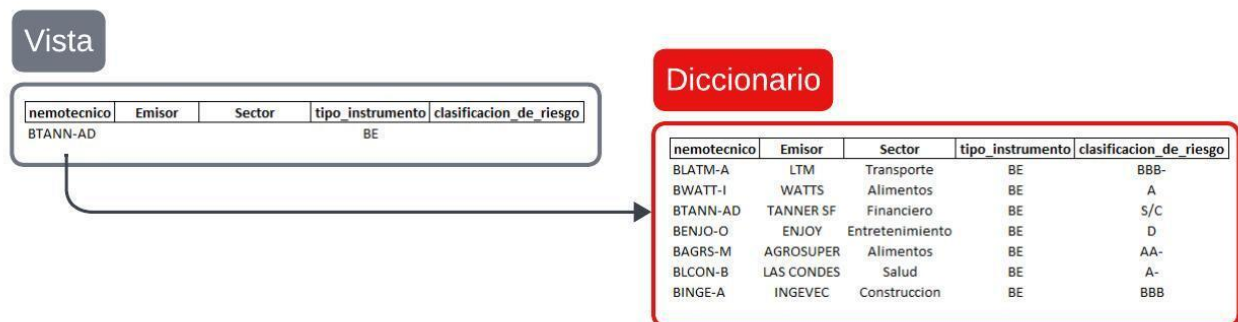 Vista
nemotecnico Emisor Sector tipo_instrumento clasificacion_de_riesgo
BTANN-AD BE
Diccionario
nemotecnico Emisor Sector tipo_instrumento clasificacion_de_riesgo
BLATM-A LTM Transporte BE BBB-
BWATT-I WATTS Alimentos BE A
BTANN-AD TANNER SF Financiero BE S/C
BENJO-O ENJOY Entretenimiento BE D
BAGRS-M AGROSUPER Alimentos BE AA-
BLCON-B LAS CONDES Salud BE A-
BINGE-A INGEVEC Construccion BE BBB